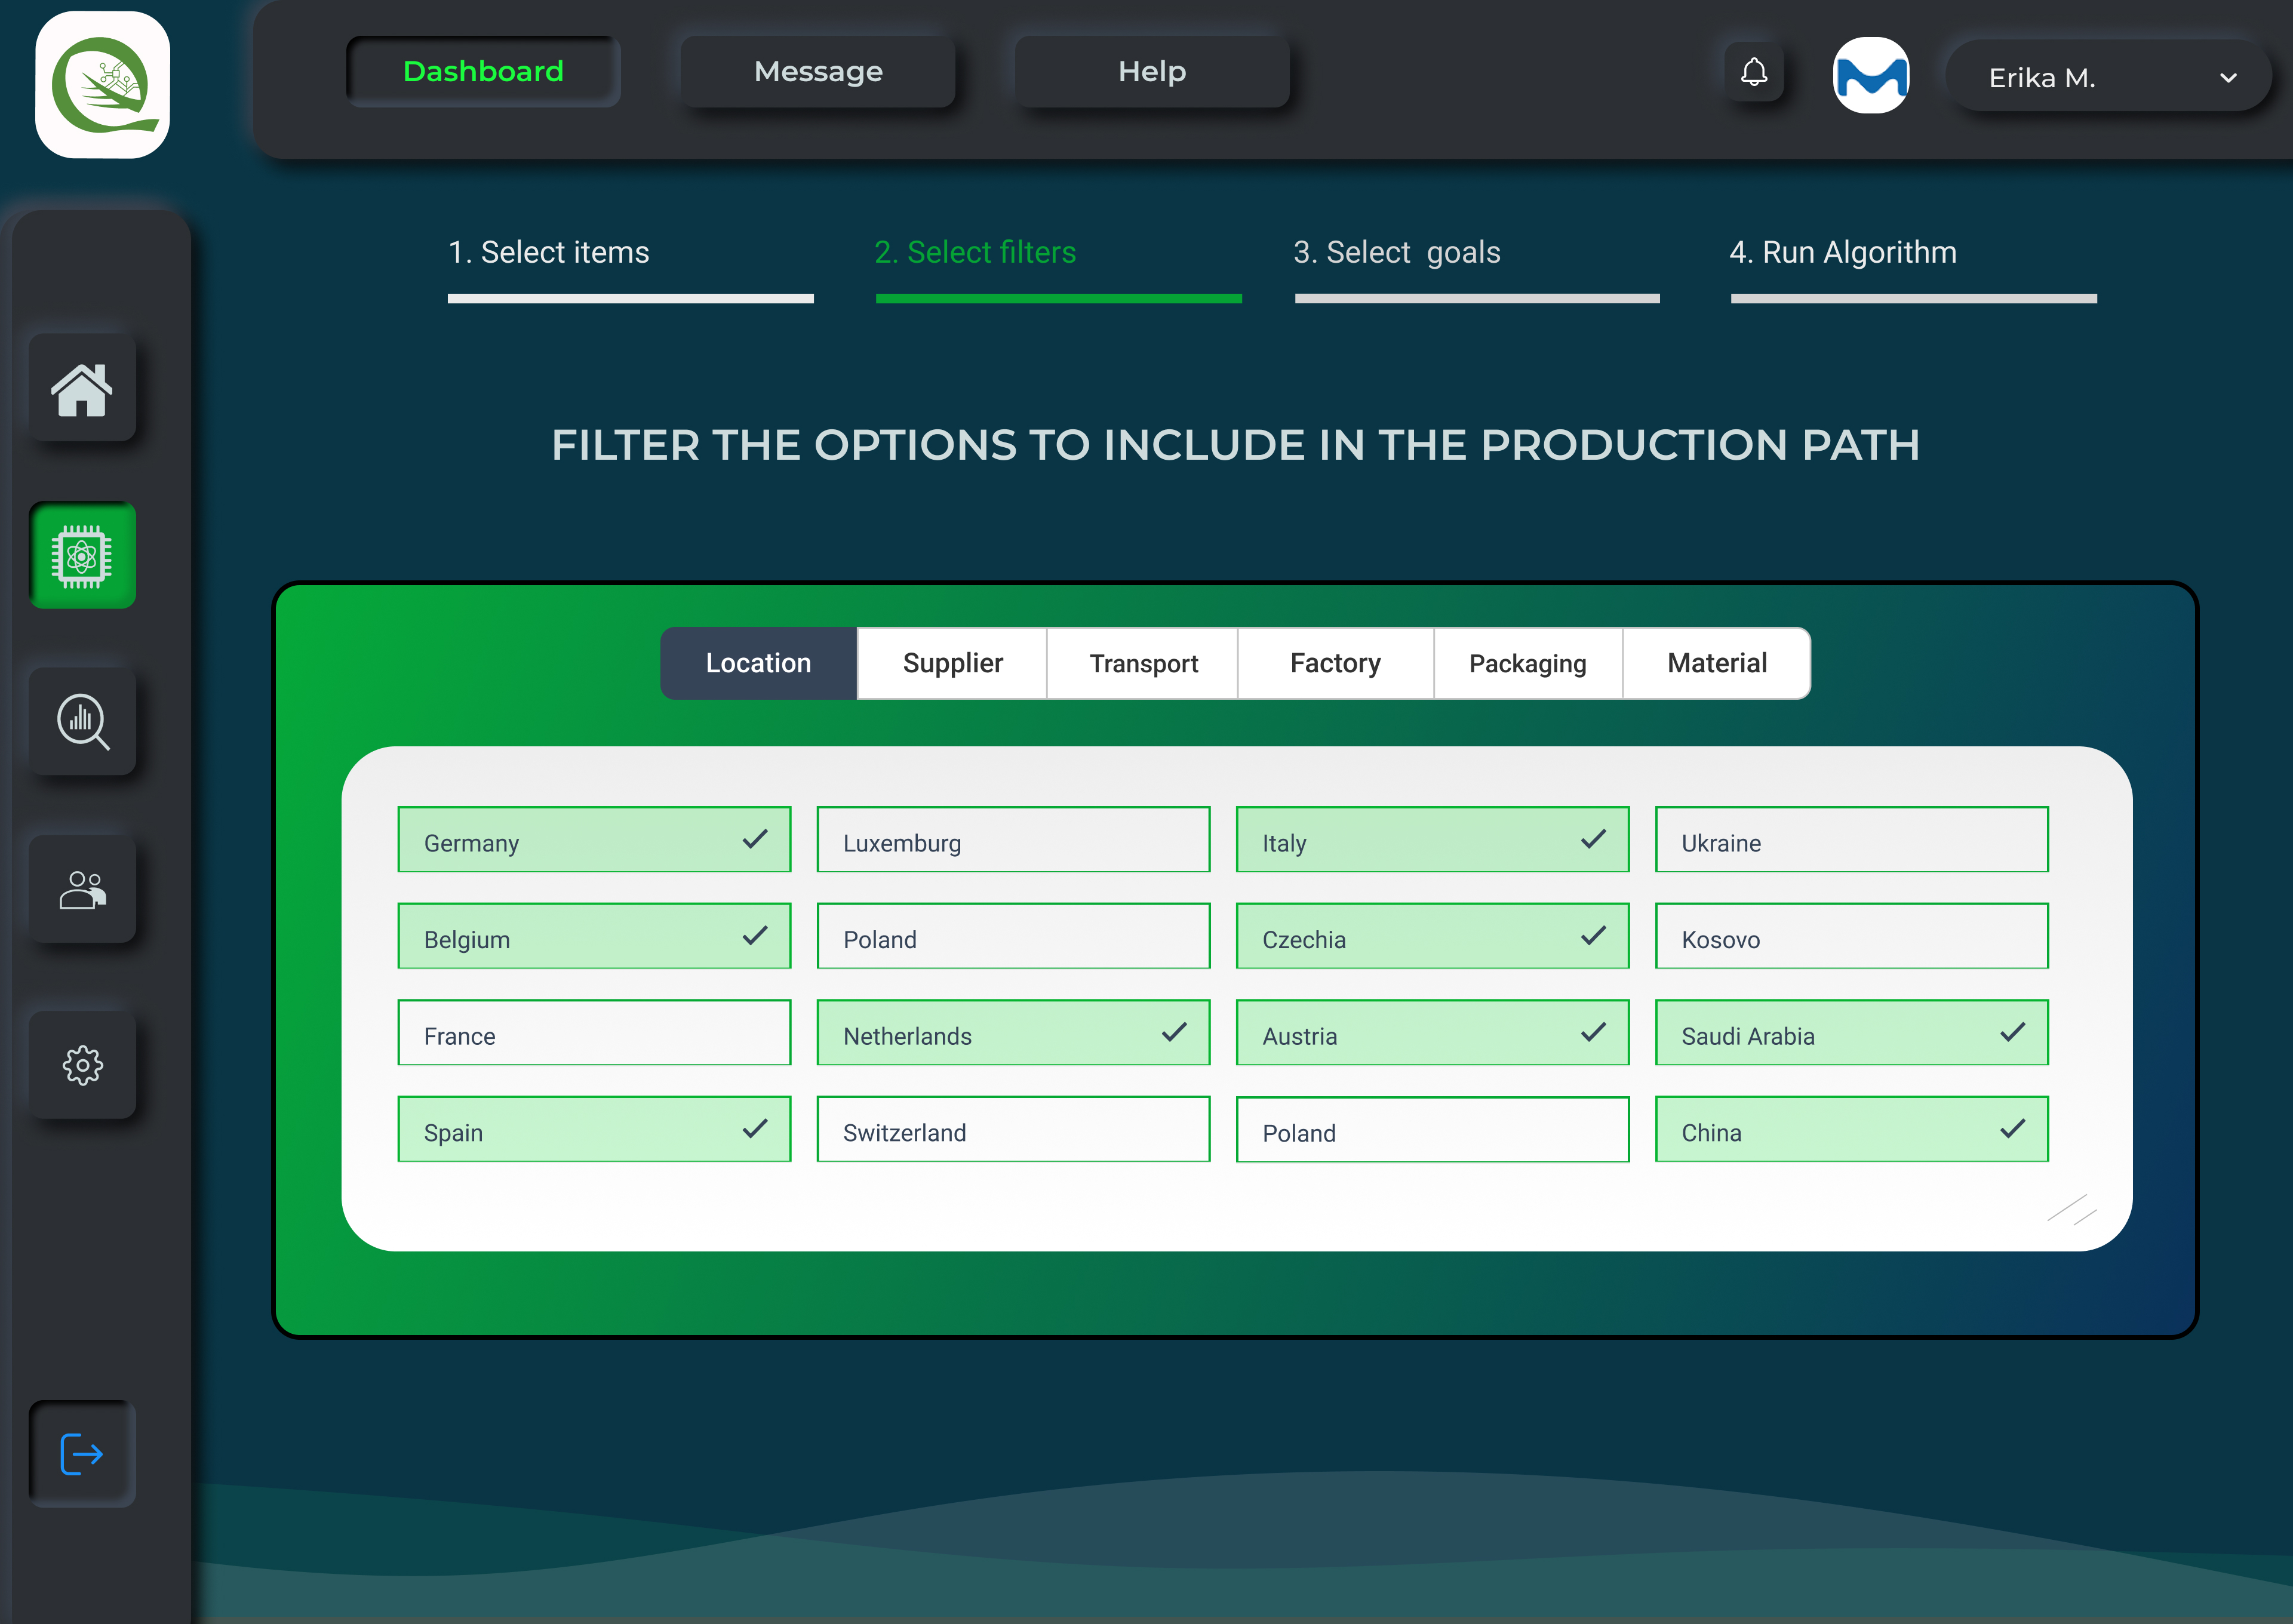 Dashboard
Message
Help
Erika M.
1. Select items
2. Select filters
3. Select goals
4. Run Algorithm
FILTER THE OPTIONS TO INCLUDE IN THE PRODUCTION PATH
Location
Supplier
Transport
Factory
Packaging
Material
Germany
Luxemburg
Italy
Ukraine
Belgium
Poland
Czechia
Kosovo
France
Netherlands
Austria
Saudi Arabia
Spain
Switzerland
Poland
China